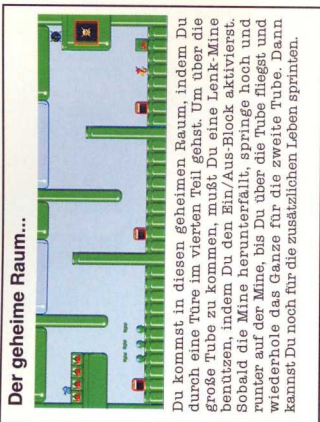 Der geheime Raum...
Du kommst in diesen geheimen Raum, indem Du
durch eine Türe im vierten Teil gehst. Um über die
große Tube zu kommen, mußt Du eine Lenk-Mine
benützen, indem Du den Ein/Aus-Block aktivierst.
Sobald die Mine herunterfällt, springe hoch und
runter auf der Mine, bis Du über die Tube fliegst und
wiederhole das Ganze für die zweite Tube. Dann
kannst Du noch für die zusätzlichen Leben sprinten.